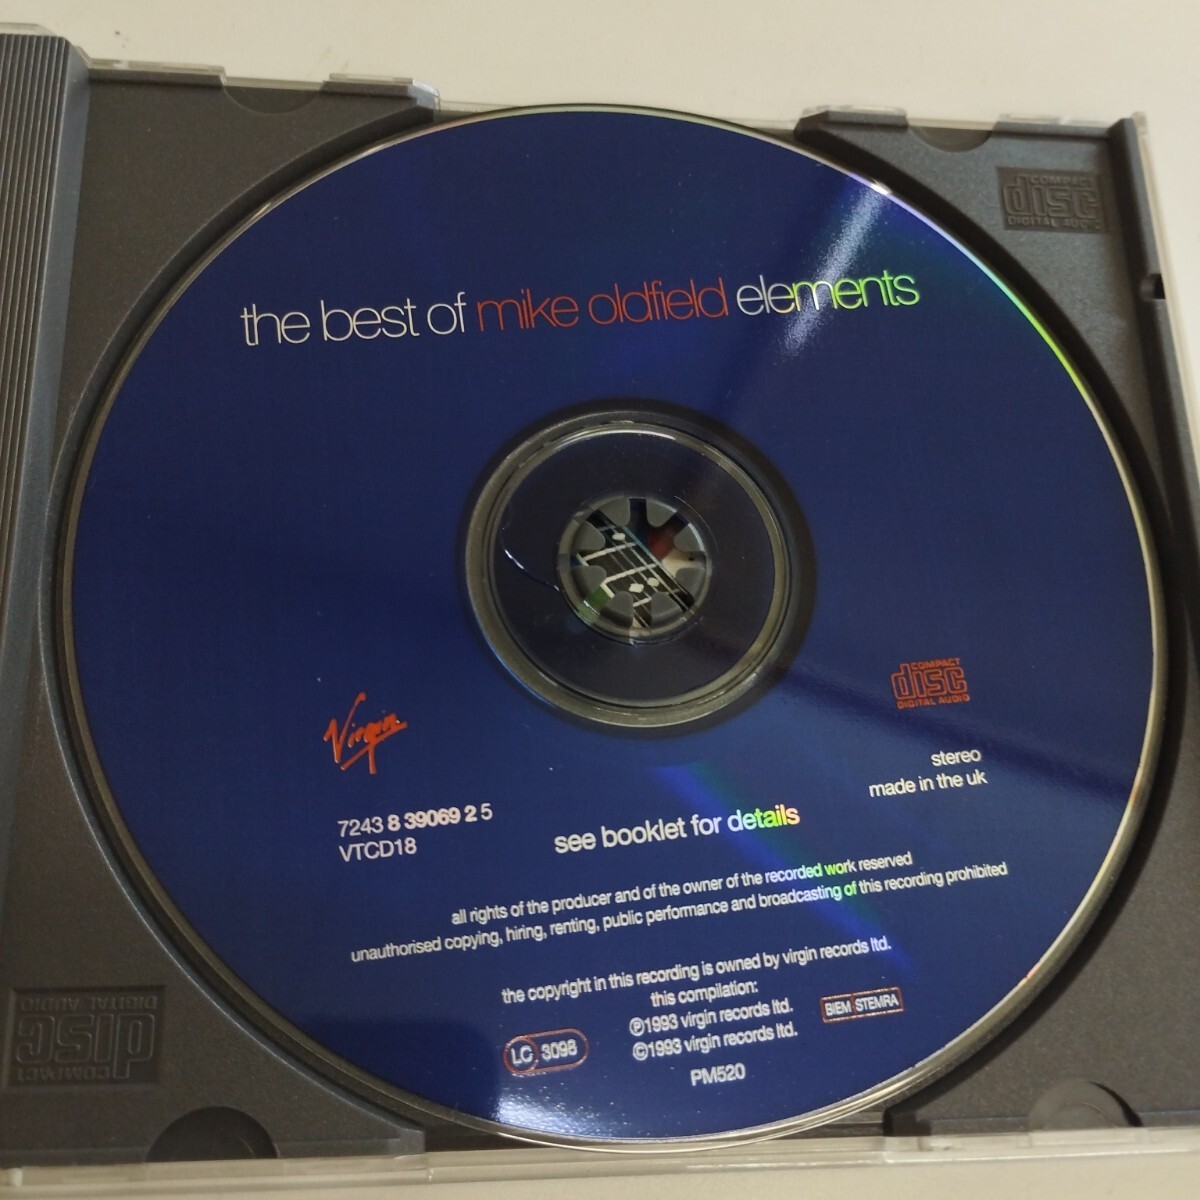 COMPACT
disc
DIGITAL AUDIO
the best of mike oldfield elements
COMPACT
disc
DIGITAL AUDIO
Virgin
stereo
made in the uk
7243 8 39069 2 5
VTCD18
see booklet for details
all rights of the producer and of the owner of the recorded work reserved
unauthorised copying, hiring, renting, public performance and broadcasting of this recording prohibited
the copyright in this recording is owned by virgin records ltd.
this compilation:
℗1993 virgin records ltd.
©1993 virgin records ltd.
BIEM STEMRA
LC 3098
PM520
COMPACT
disc
DIGITAL AUDIO